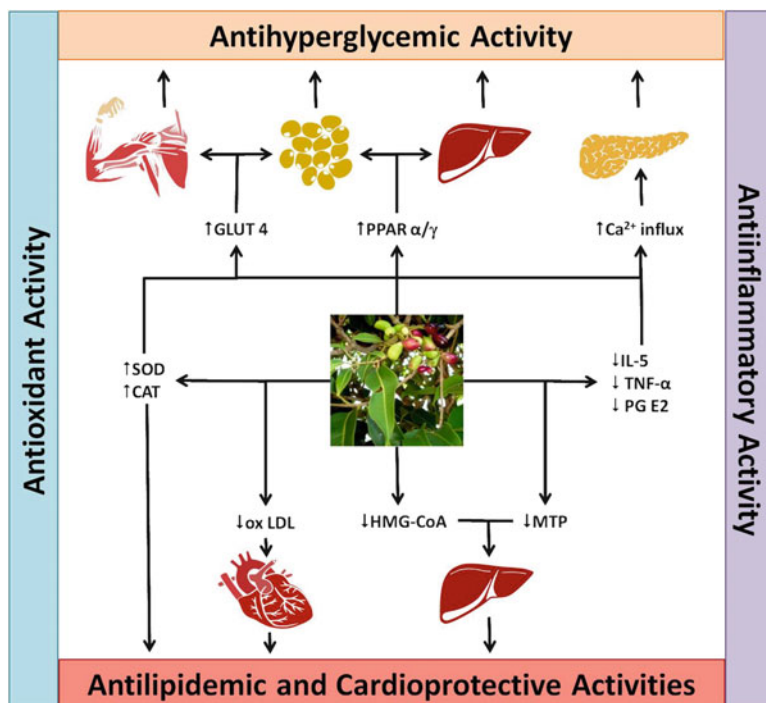 Antihyperglycemic Activity
Antioxidant Activity
Antiinflammatory Activity
↑GLUT 4
↑PPAR α/γ
↑Ca²⁺ influx
↑SOD
↑CAT
↓IL-5
↓ TNF-α
↓ PG E2
↓ox LDL
↓HMG-CoA
↓MTP
Antilipidemic and Cardioprotective Activities